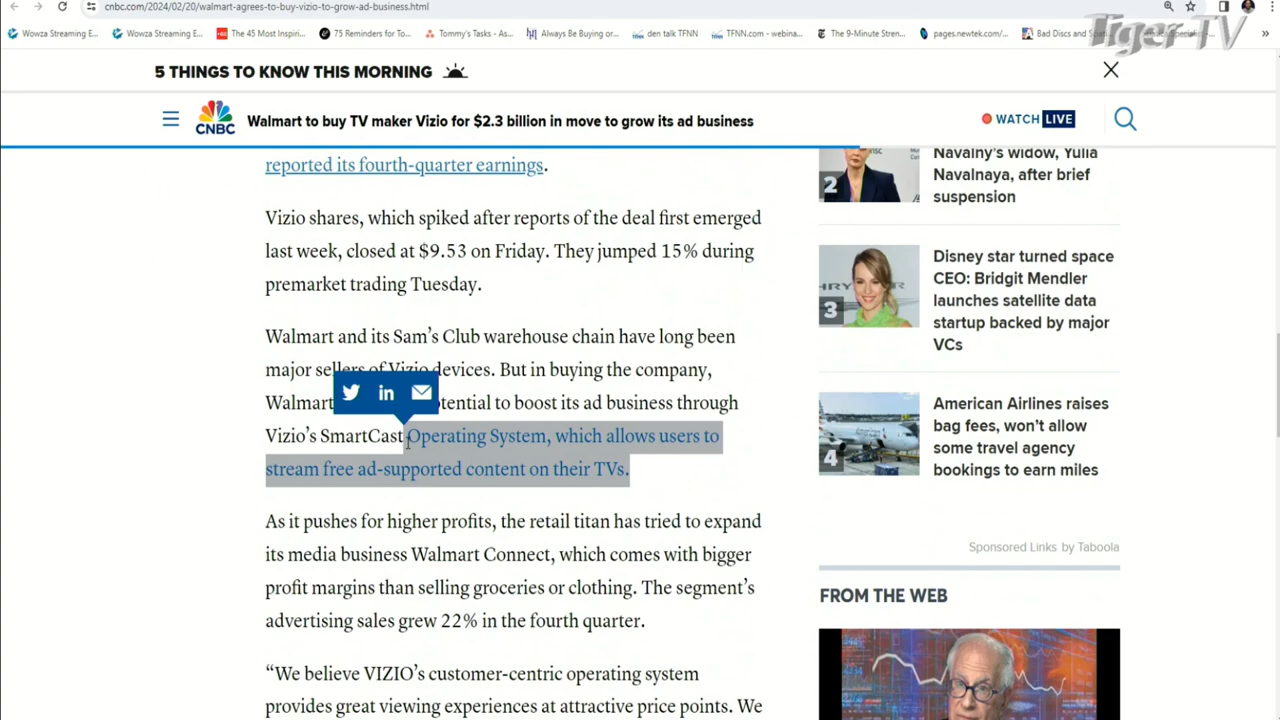 cnbc.com/2024/02/20/walmart-agrees-to-buy-vizio-to-grow-ad-business.html
Wowza Streaming E...
Wowza Streaming E...
The 45 Most Inspiri...
75 Reminders for To...
Tommy's Tasks - As...
Always Be Buying or...
den talk TFNN
TFNN.com - webina...
The 9-Minute Stren...
pages.newtek.com/...
Bad Discs and
»
Tiger TV
5 THINGS TO KNOW THIS MORNING
CNBC
Walmart to buy TV maker Vizio for $2.3 billion in move to grow its ad business
WATCH LIVE
reported its fourth-quarter earnings.
Vizio shares, which spiked after reports of the deal first emerged
last week, closed at $9.53 on Friday. They jumped 15% during
premarket trading Tuesday.
Walmart and its Sam's Club warehouse chain have long been
major sellers of Vizio devices. But in buying the company,
Walmart otential to boost its ad business through
Vizio's SmartCast Operating System, which allows users to
stream free ad-supported content on their TVs.
As it pushes for higher profits, the retail titan has tried to expand
its media business Walmart Connect, which comes with bigger
profit margins than selling groceries or clothing. The segment's
advertising sales grew 22% in the fourth quarter.
“We believe VIZIO's customer-centric operating system
provides great viewing experiences at attractive price points. We
2
Navalny's widow, Yulia
Navalnaya, after brief
suspension
3
Disney star turned space
CEO: Bridgit Mendler
launches satellite data
startup backed by major
VCs
4
American Airlines raises
bag fees, won't allow
some travel agency
bookings to earn miles
Sponsored Links by Taboola
FROM THE WEB